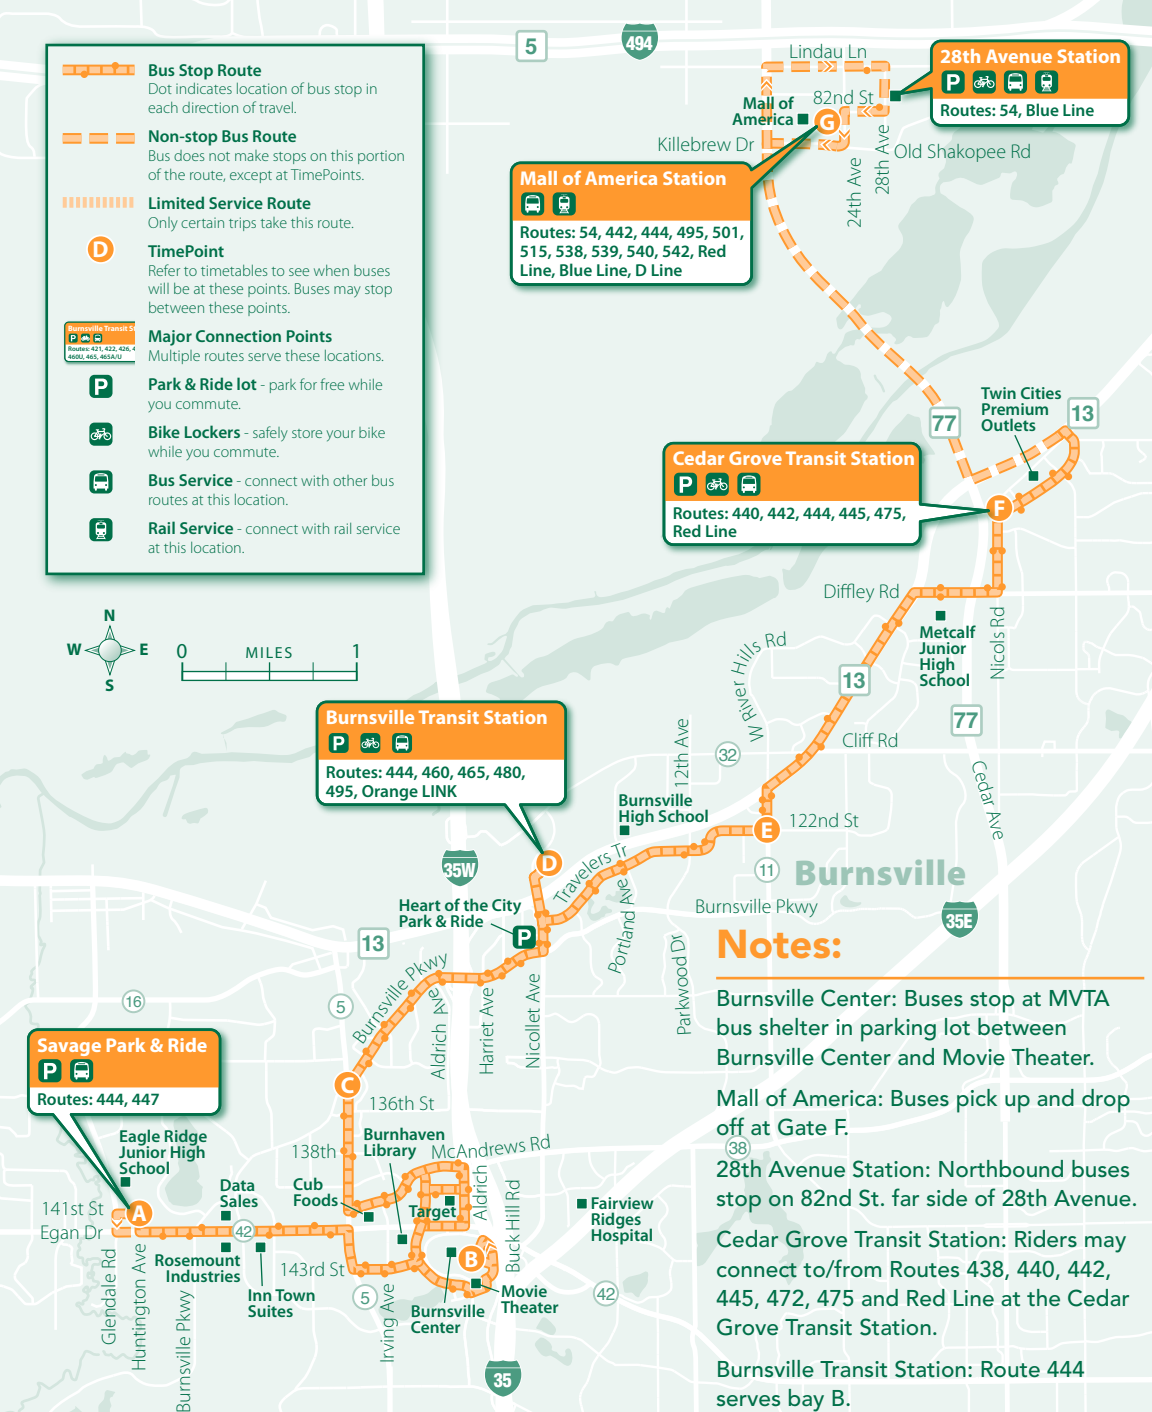 Bus Stop Route
Dot indicates location of bus stop in
each direction of travel.
Non-stop Bus Route
Bus does not make stops on this portion
of the route, except at TimePoints.
Limited Service Route
Only certain trips take this route.
D
TimePoint
Refer to timetables to see when buses
will be at these points. Buses may stop
between these points.
Burnsville Transit St
P
Routes: 421, 422, 426, 4
460U, 465, 465A/U
Major Connection Points
Multiple routes serve these locations.
P
Park & Ride lot - park for free while
you commute.
Bike Lockers - safely store your bike
while you commute.
Bus Service - connect with other bus
routes at this location.
Rail Service - connect with rail service
at this location.
N
W
E
S
0
MILES
1
5
494
Lindau Ln
28th Avenue Station
P
Routes: 54, Blue Line
82nd St
Mall of
America
G
Killebrew Dr
Old Shakopee Rd
24th Ave
28th Ave
Mall of America Station
Routes: 54, 442, 444, 495, 501,
515, 538, 539, 540, 542, Red
Line, Blue Line, D Line
Twin Cities
Premium
Outlets
77
13
Cedar Grove Transit Station
P
Routes: 440, 442, 444, 445, 475,
Red Line
F
Diffley Rd
Metcalf
Junior
High
School
Nicols Rd
W River Hills Rd
13
77
Cliff Rd
Cedar Ave
12th Ave
32
Burnsville Transit Station
P
Routes: 444, 460, 465, 480,
495, Orange LINK
Burnsville
High School
E
122nd St
11
Burnsville
D
35W
Travelers Tr
Portland Ave
Burnsville Pkwy
35E
Heart of the City
Park & Ride
P
13
Parkwood Dr
Burnsville Pkwy
Aldrich Ave
Harriet Ave
Nicollet Ave
16
5
Savage Park & Ride
P
Routes: 444, 447
C
136th St
Eagle Ridge
Junior High
School
138th
Burnhaven
Library
McAndrews Rd
141st St
Egan Dr
A
Data
Sales
Cub
Foods
Target
Aldrich
Buck Hill Rd
Fairview
Ridges
Hospital
42
Rosemount
Industries
143rd St
B
Inn Town
Suites
5
Burnsville
Center
Movie
Theater
42
Glendale Rd
Huntington Ave
Burnsville Pkwy
Irving Ave
35
38
Notes:
Burnsville Center: Buses stop at MVTA
bus shelter in parking lot between
Burnsville Center and Movie Theater.
Mall of America: Buses pick up and drop
off at Gate F.
28th Avenue Station: Northbound buses
stop on 82nd St. far side of 28th Avenue.
Cedar Grove Transit Station: Riders may
connect to/from Routes 438, 440, 442,
445, 472, 475 and Red Line at the Cedar
Grove Transit Station.
Burnsville Transit Station: Route 444
serves bay B.